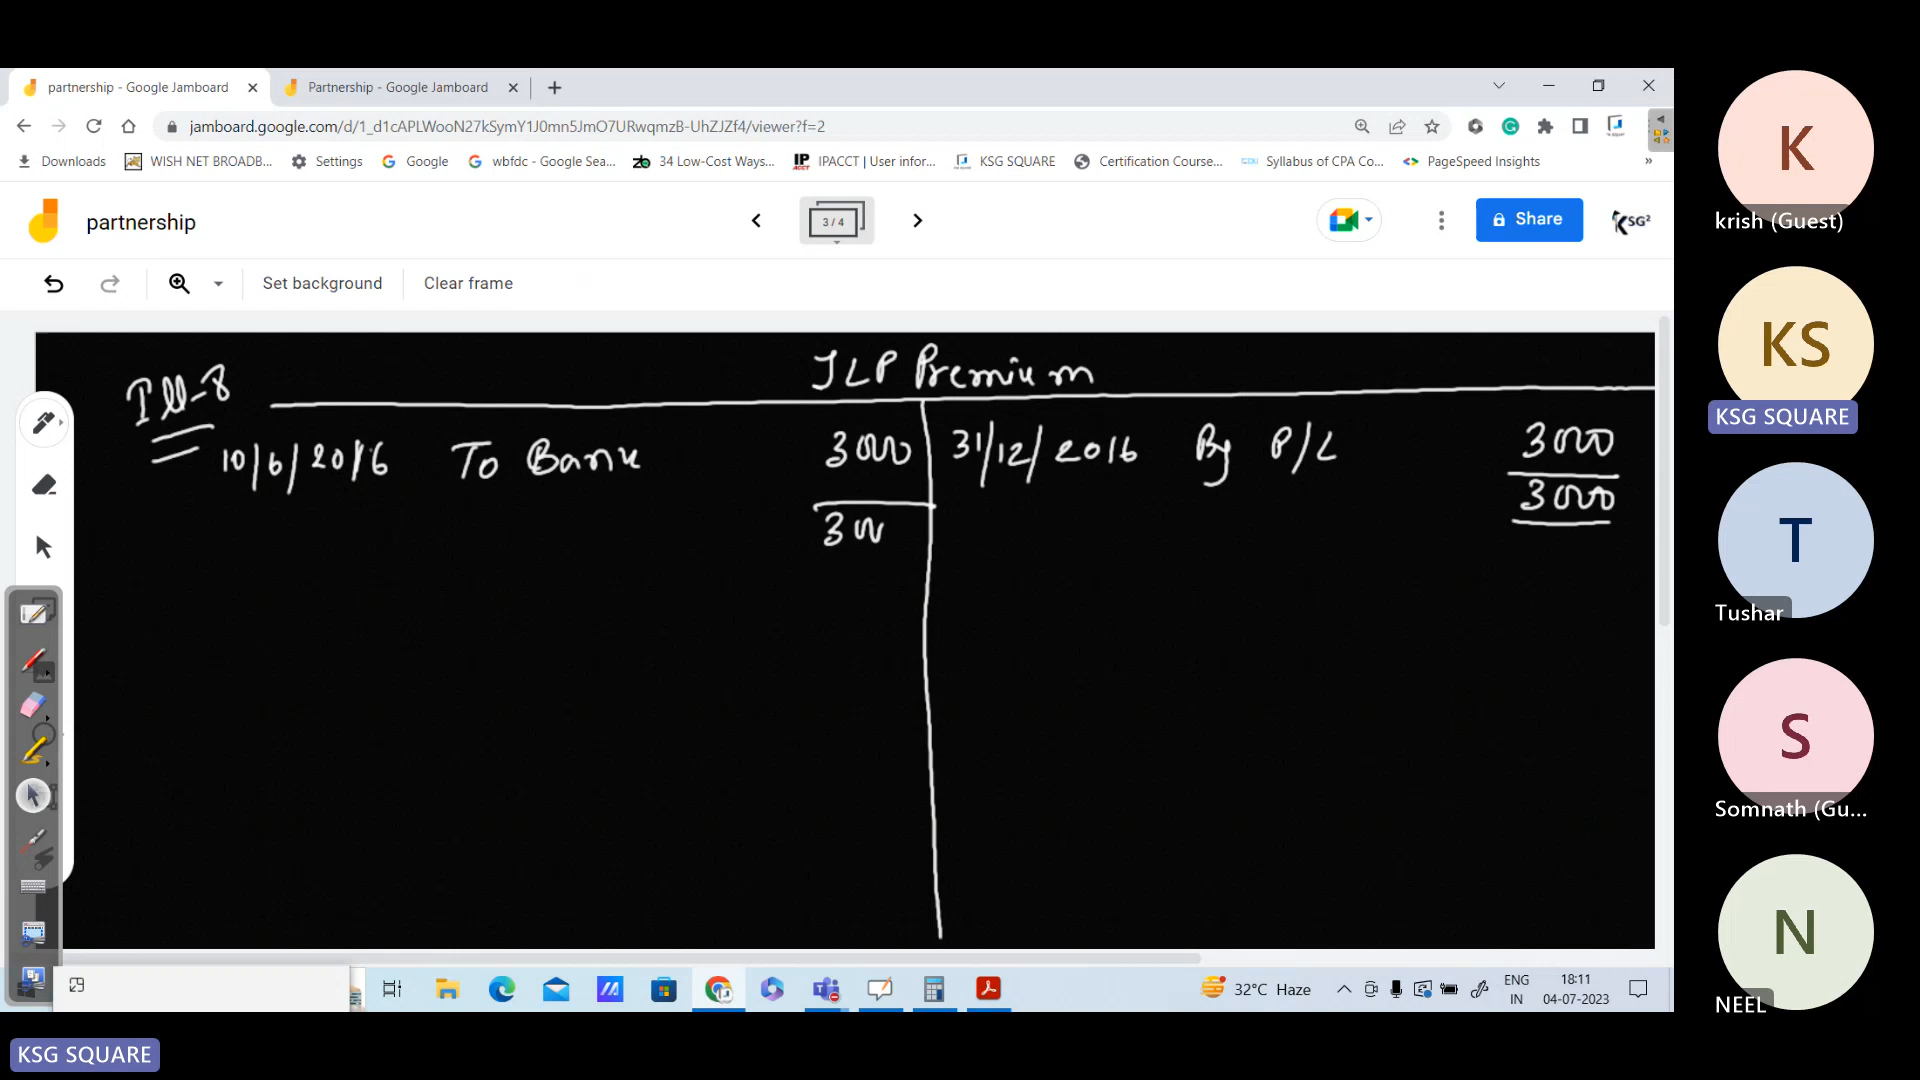 partnership - Google Jamboard
Partnership - Google Jamboard
jamboard.google.com/d/1_d1cAPLWooN27kSymY1J0mn5JmO7URwqmzB-UhZJZf4/viewer?f=2
Downloads WISH NET BROADB... Settings Google wbfdc - Google Sea... 34 Low-Cost Ways... IPACCT | User infor... KSG SQUARE Certification Course... Syllabus of CPA Co... PageSpeed Insights »
partnership
3 / 4
Share
KSG²
Set background
Clear frame
JLP Premium
Ill-8
10/6/2016 To Bank 3000 31/12/2016 By P/L 3000
3000
300
32°C Haze
ENG
IN
18:11
04-07-2023
K
krish (Guest)
KS
KSG SQUARE
T
Tushar
S
Somnath (Gu...
N
NEEL
KSG SQUARE